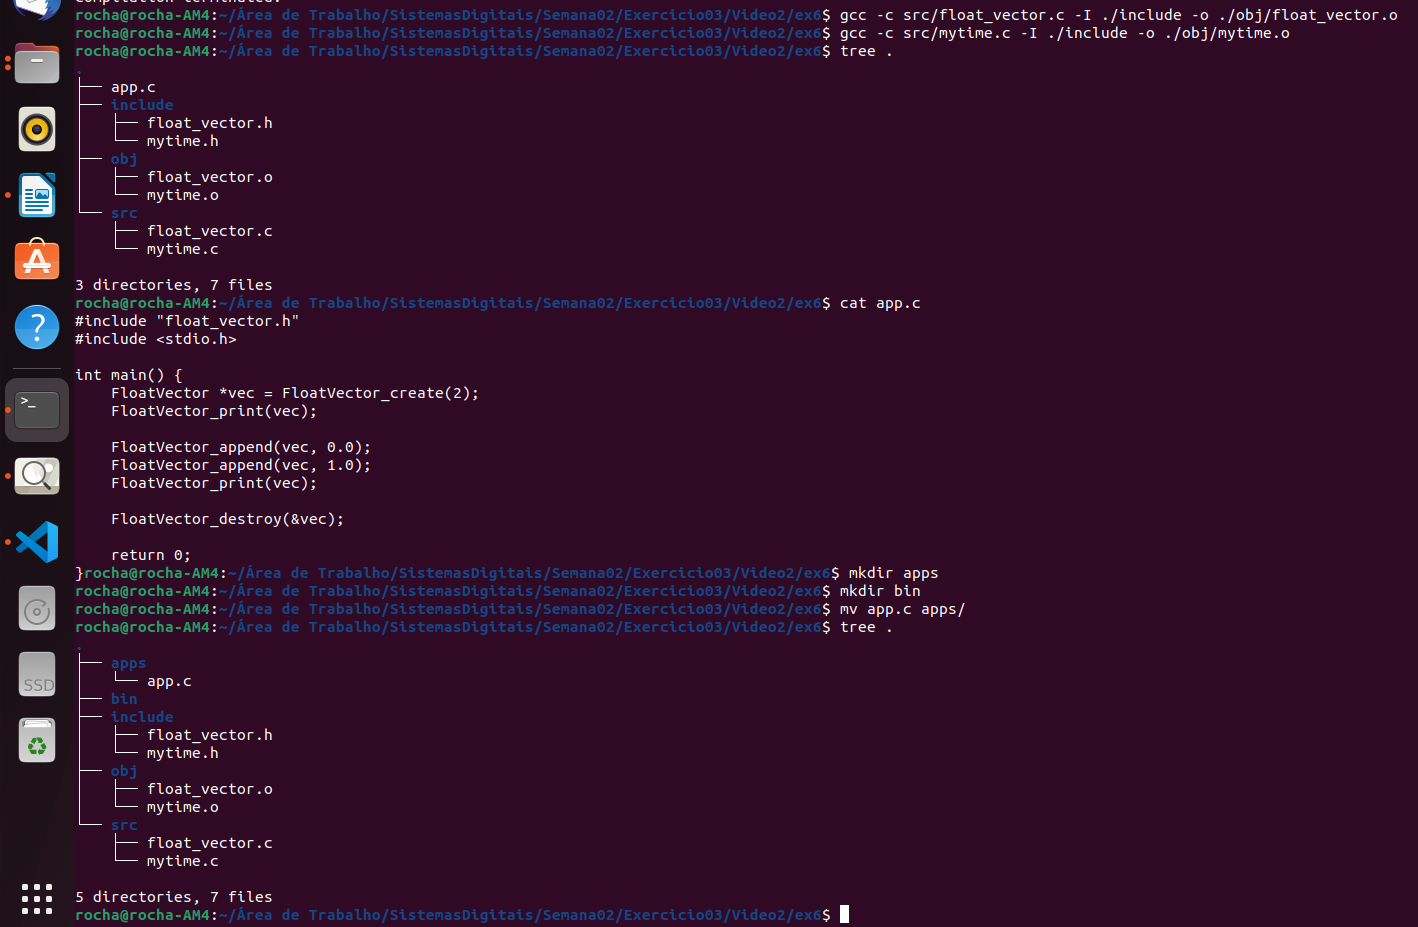 compilation terminated.
rocha@rocha-AM4:~/Área de Trabalho/SistemasDigitais/Semana02/Exercicio03/Video2/ex6$ gcc -c src/float_vector.c -I ./include -o ./obj/float_vector.o
rocha@rocha-AM4:~/Área de Trabalho/SistemasDigitais/Semana02/Exercicio03/Video2/ex6$ gcc -c src/mytime.c -I ./include -o ./obj/mytime.o
rocha@rocha-AM4:~/Área de Trabalho/SistemasDigitais/Semana02/Exercicio03/Video2/ex6$ tree .
.
├── app.c
├── include
│   ├── float_vector.h
│   └── mytime.h
├── obj
│   ├── float_vector.o
│   └── mytime.o
└── src
    ├── float_vector.c
    └── mytime.c
3 directories, 7 files
rocha@rocha-AM4:~/Área de Trabalho/SistemasDigitais/Semana02/Exercicio03/Video2/ex6$ cat app.c
#include "float_vector.h"
#include <stdio.h>
int main() {
    FloatVector *vec = FloatVector_create(2);
    FloatVector_print(vec);
    FloatVector_append(vec, 0.0);
    FloatVector_append(vec, 1.0);
    FloatVector_print(vec);
    FloatVector_destroy(&vec);
    return 0;
}rocha@rocha-AM4:~/Área de Trabalho/SistemasDigitais/Semana02/Exercicio03/Video2/ex6$ mkdir apps
rocha@rocha-AM4:~/Área de Trabalho/SistemasDigitais/Semana02/Exercicio03/Video2/ex6$ mkdir bin
rocha@rocha-AM4:~/Área de Trabalho/SistemasDigitais/Semana02/Exercicio03/Video2/ex6$ mv app.c apps/
rocha@rocha-AM4:~/Área de Trabalho/SistemasDigitais/Semana02/Exercicio03/Video2/ex6$ tree .
.
├── apps
│   └── app.c
├── bin
├── include
│   ├── float_vector.h
│   └── mytime.h
├── obj
│   ├── float_vector.o
│   └── mytime.o
└── src
    ├── float_vector.c
    └── mytime.c
5 directories, 7 files
rocha@rocha-AM4:~/Área de Trabalho/SistemasDigitais/Semana02/Exercicio03/Video2/ex6$
SSD